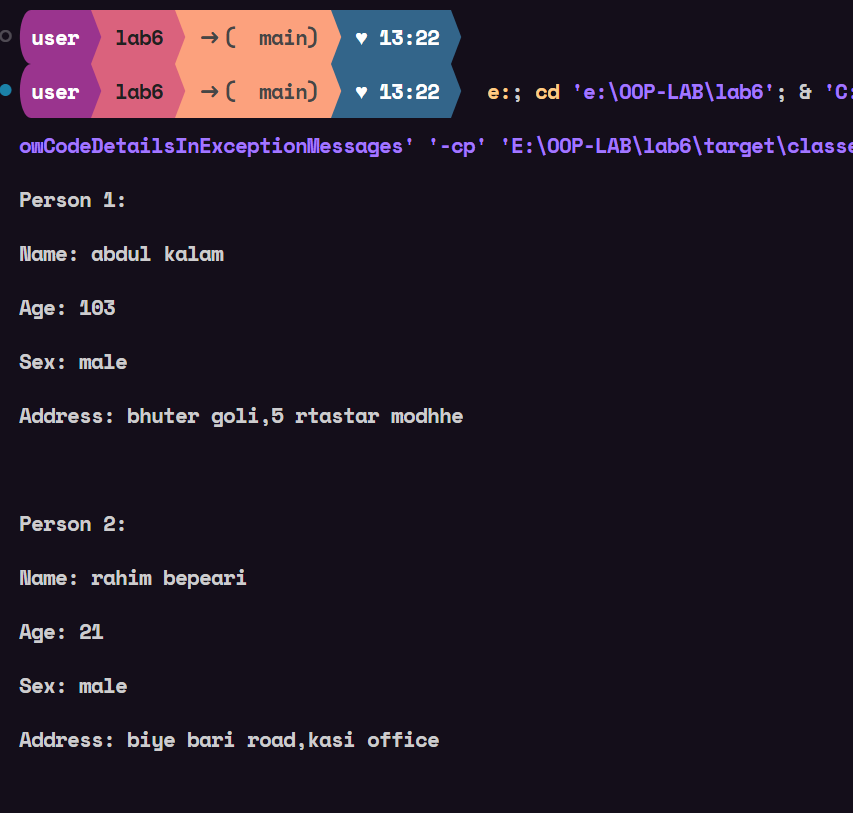 user lab6 →( main) ♥ 13:22
user lab6 →( main) ♥ 13:22 e:; cd 'e:\OOP-LAB\lab6'; & 'C:
owCodeDetailsInExceptionMessages' '-cp' 'E:\OOP-LAB\lab6\target\classe
Person 1:
Name: abdul kalam
Age: 103
Sex: male
Address: bhuter goli,5 rtastar modhhe
Person 2:
Name: rahim bepeari
Age: 21
Sex: male
Address: biye bari road,kasi office